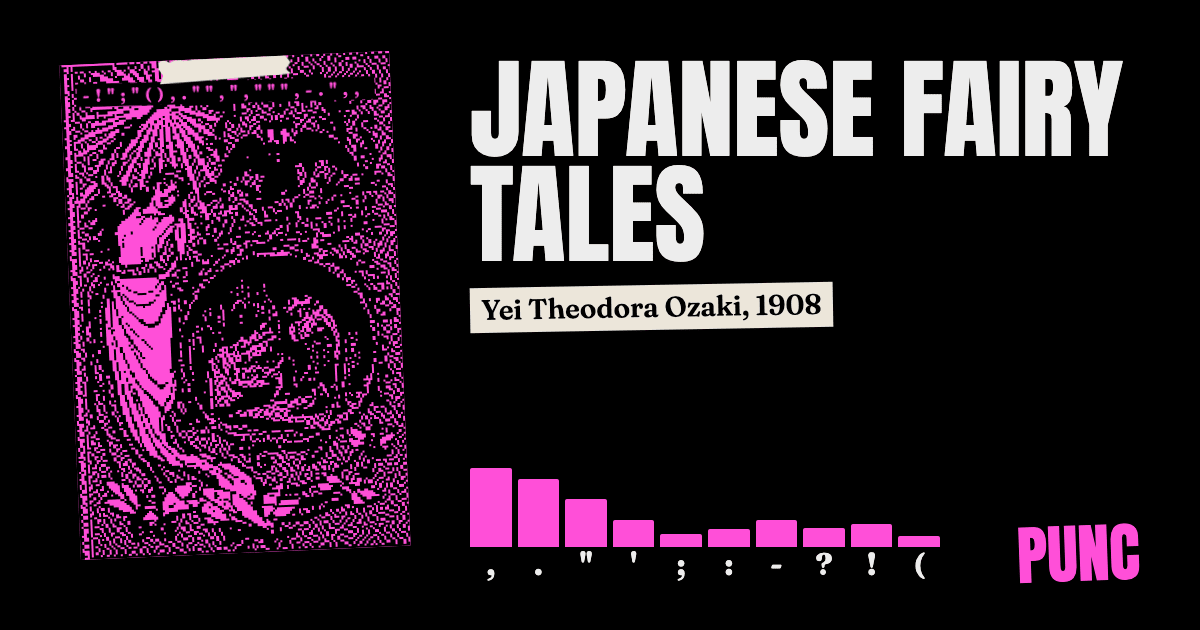 - ! " ; " ( ) , . " " , " , " " " , - . " , ,
JAPANESE FAIRY
TALES
Yei Theodora Ozaki, 1908
, . " ' ; : - ? ! (
PUNC